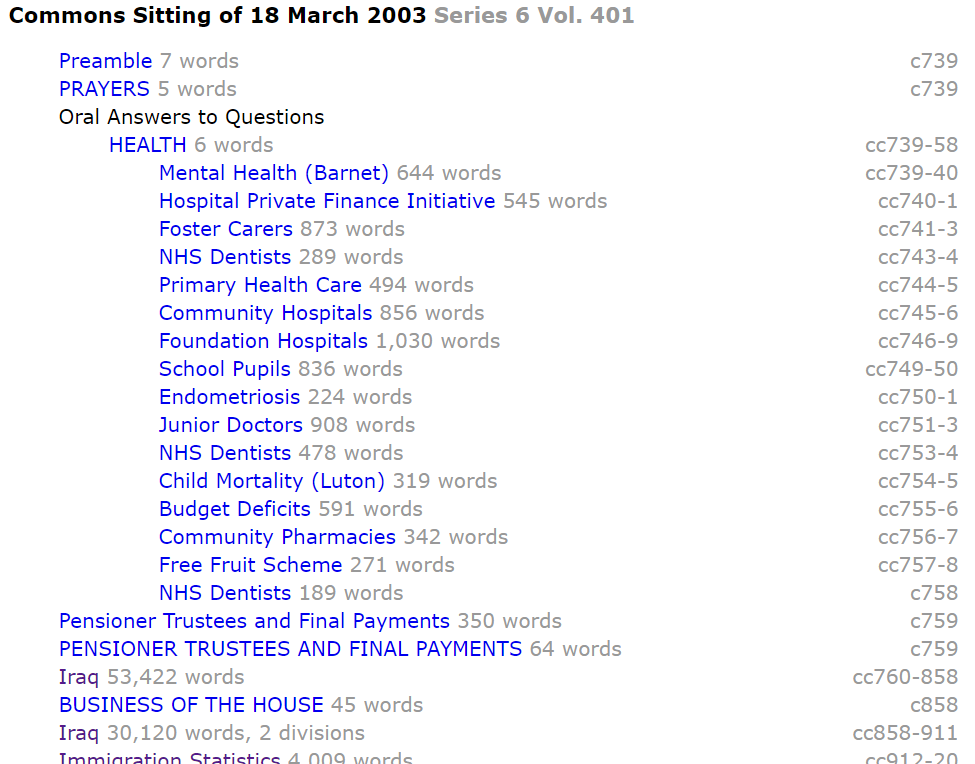 Commons Sitting of 18 March 2003 Series 6 Vol. 401
Preamble 7 words c739
PRAYERS 5 words c739
Oral Answers to Questions
HEALTH 6 words cc739-58
Mental Health (Barnet) 644 words cc739-40
Hospital Private Finance Initiative 545 words cc740-1
Foster Carers 873 words cc741-3
NHS Dentists 289 words cc743-4
Primary Health Care 494 words cc744-5
Community Hospitals 856 words cc745-6
Foundation Hospitals 1,030 words cc746-9
School Pupils 836 words cc749-50
Endometriosis 224 words cc750-1
Junior Doctors 908 words cc751-3
NHS Dentists 478 words cc753-4
Child Mortality (Luton) 319 words cc754-5
Budget Deficits 591 words cc755-6
Community Pharmacies 342 words cc756-7
Free Fruit Scheme 271 words cc757-8
NHS Dentists 189 words c758
Pensioner Trustees and Final Payments 350 words c759
PENSIONER TRUSTEES AND FINAL PAYMENTS 64 words c759
Iraq 53,422 words cc760-858
BUSINESS OF THE HOUSE 45 words c858
Iraq 30,120 words, 2 divisions cc858-911
Immigration Statistics 4,009 words cc912-20